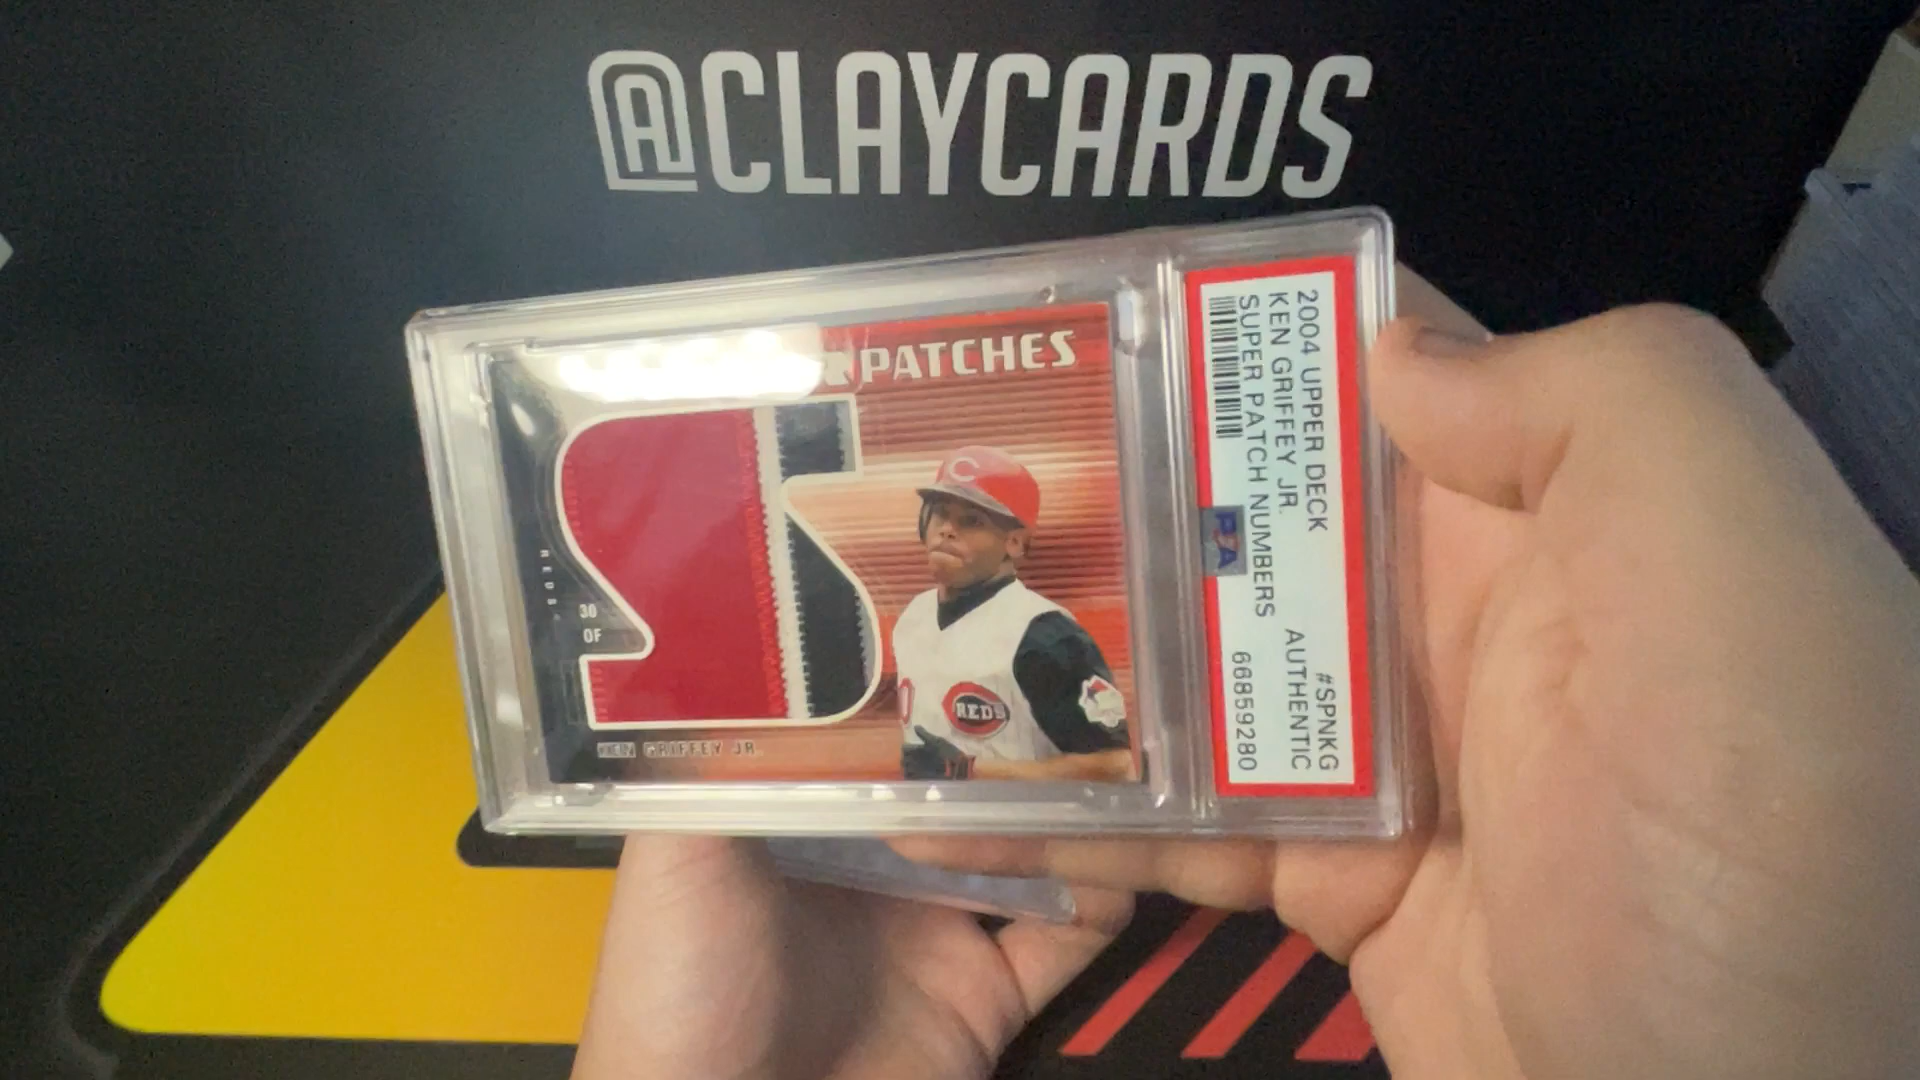 @CLAYCARDS
PATCHES
REDS
30
OF
KEN GRIFFEY JR.
C
REDS
2004 UPPER DECK #SPNKG
KEN GRIFFEY JR. AUTHENTIC
SUPER PATCH NUMBERS 66859280
PSA